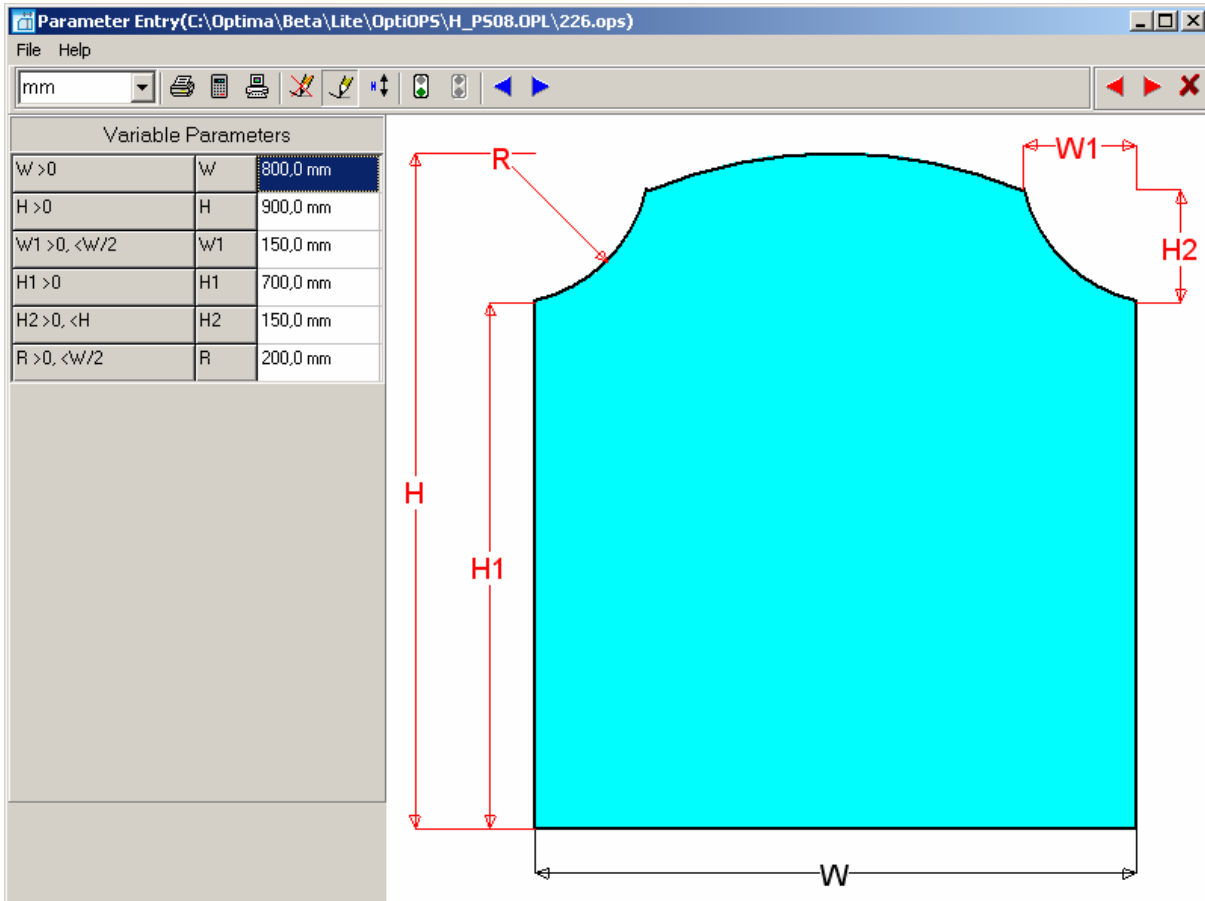 Parameter Entry(C:\Optima\Beta\Lite\OptiOPS\H_PS08.OPL\226.ops)
File Help
mm
H
Variable Parameters
W >0 W 800,0 mm
H >0 H 900,0 mm
W1 >0, <W/2 W1 150,0 mm
H1 >0 H1 700,0 mm
H2 >0, <H H2 150,0 mm
R >0, <W/2 R 200,0 mm
R
W1
H2
H
H1
W